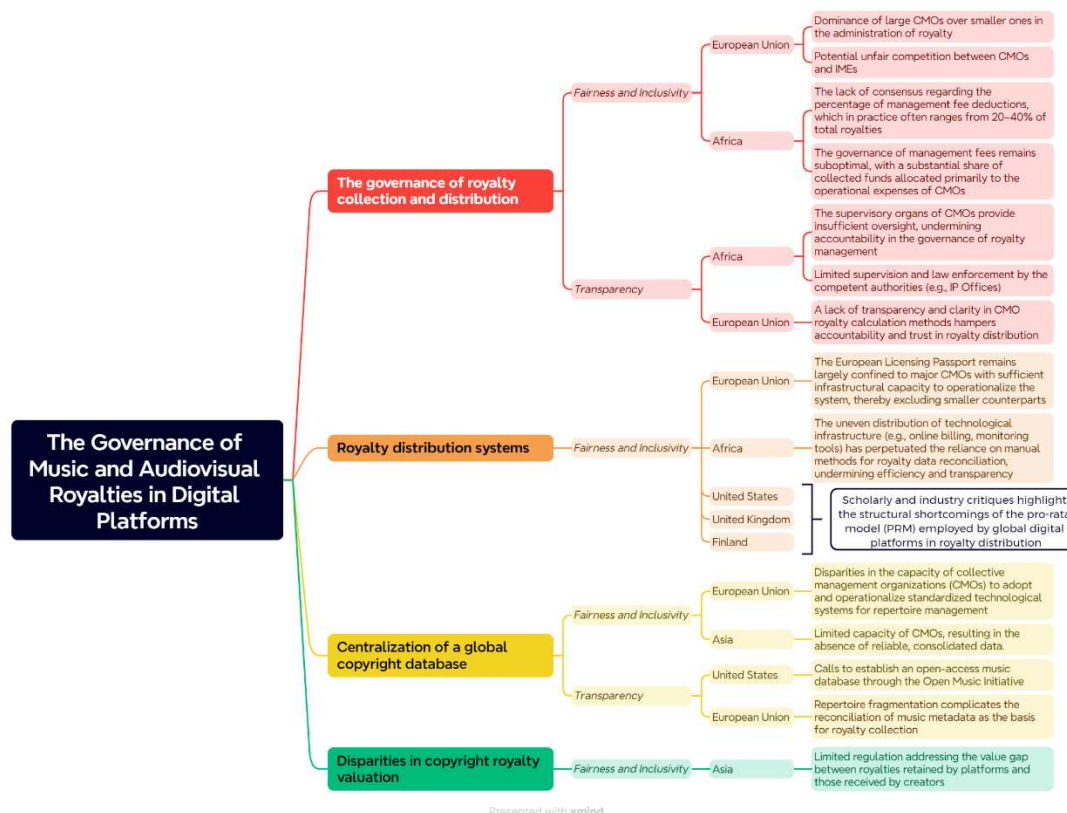 The Governance of
Music and Audiovisual
Royalties in Digital
Platforms
The governance of royalty
collection and distribution
Fairness and Inclusivity
European Union
Dominance of large CMOs over smaller ones in
the administration of royalty
Potential unfair competition between CMOs
and IMEs
Africa
The lack of consensus regarding the
percentage of management fee deductions,
which in practice often ranges from 20–40% of
total royalties
The governance of management fees remains
suboptimal, with a substantial share of
collected funds allocated primarily to the
operational expenses of CMOs
Transparency
Africa
The supervisory organs of CMOs provide
insufficient oversight, undermining
accountability in the governance of royalty
management
Limited supervision and law enforcement by the
competent authorities (e.g., IP Offices)
European Union
A lack of transparency and clarity in CMO
royalty calculation methods hampers
accountability and trust in royalty distribution
Royalty distribution systems
Fairness and Inclusivity
European Union
The European Licensing Passport remains
largely confined to major CMOs with sufficient
infrastructural capacity to operationalize the
system, thereby excluding smaller counterparts
Africa
The uneven distribution of technological
infrastructure (e.g., online billing, monitoring
tools) has perpetuated the reliance on manual
methods for royalty data reconciliation,
undermining efficiency and transparency
United States
United Kingdom
Finland
Scholarly and industry critiques highlight
the structural shortcomings of the pro-rata
model (PRM) employed by global digital
platforms in royalty distribution
Centralization of a global
copyright database
Fairness and Inclusivity
European Union
Disparities in the capacity of collective
management organizations (CMOs) to adopt
and operationalize standardized technological
systems for repertoire management
Asia
Limited capacity of CMOs, resulting in the
absence of reliable, consolidated data.
Transparency
United States
Calls to establish an open-access music
database through the Open Music Initiative
European Union
Repertoire fragmentation complicates the
reconciliation of music metadata as the basis
for royalty collection
Disparities in copyright royalty
valuation
Fairness and Inclusivity
Asia
Limited regulation addressing the value gap
between royalties retained by platforms and
those received by creators
Presented with xmind